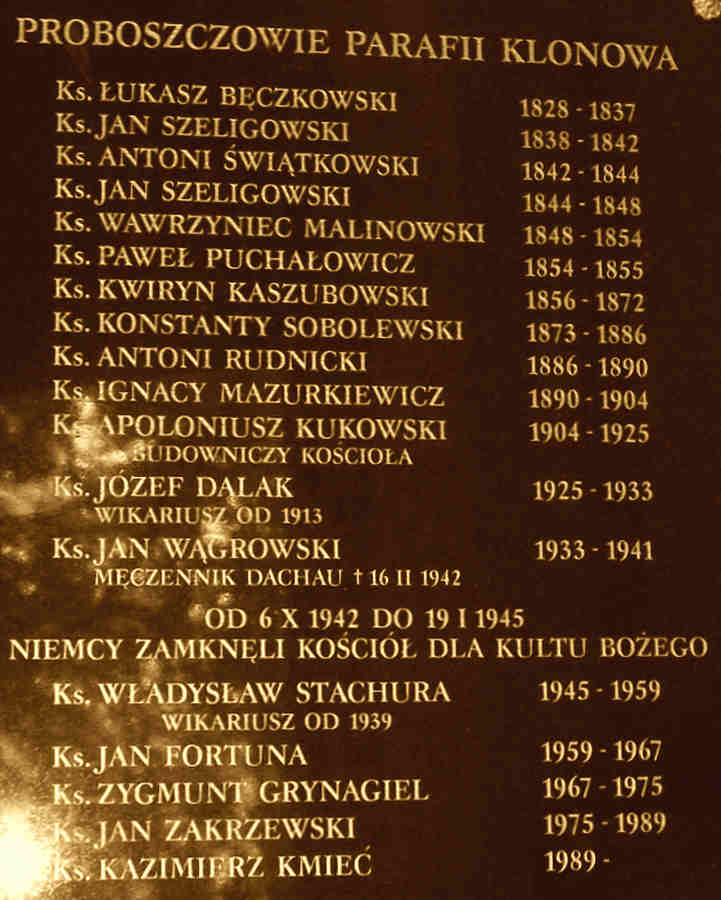 PROBOSZCZOWIE PARAFII KLONOWA
Ks. ŁUKASZ BĘCZKOWSKI 1828 - 1837
Ks. JAN SZELIGOWSKI 1838 - 1842
Ks. ANTONI ŚWIĄTKOWSKI 1842 - 1844
Ks. JAN SZELIGOWSKI 1844 - 1848
Ks. WAWRZYNIEC MALINOWSKI 1848 - 1854
Ks. PAWEŁ PUCHAŁOWICZ 1854 - 1855
Ks. KWIRYN KASZUBOWSKI 1856 - 1872
Ks. KONSTANTY SOBOLEWSKI 1873 - 1886
Ks. ANTONI RUDNICKI 1886 - 1890
Ks. IGNACY MAZURKIEWICZ 1890 - 1904
Ks. APOLONIUSZ KUKOWSKI 1904 - 1925
BUDOWNICZY KOŚCIOŁA
Ks. JÓZEF DALAK 1925 - 1933
WIKARIUSZ OD 1913
Ks. JAN WĄGROWSKI 1933 - 1941
MĘCZENNIK DACHAU † 16 II 1942
OD 6 X 1942 DO 19 I 1945
NIEMCY ZAMKNĘLI KOŚCIÓŁ DLA KULTU BOŻEGO
Ks. WŁADYSŁAW STACHURA 1945 - 1959
WIKARIUSZ OD 1939
Ks. JAN FORTUNA 1959 - 1967
Ks. ZYGMUNT GRYNAGIEL 1967 - 1975
Ks. JAN ZAKRZEWSKI 1975 - 1989
Ks. KAZIMIERZ KMIEĆ 1989 -